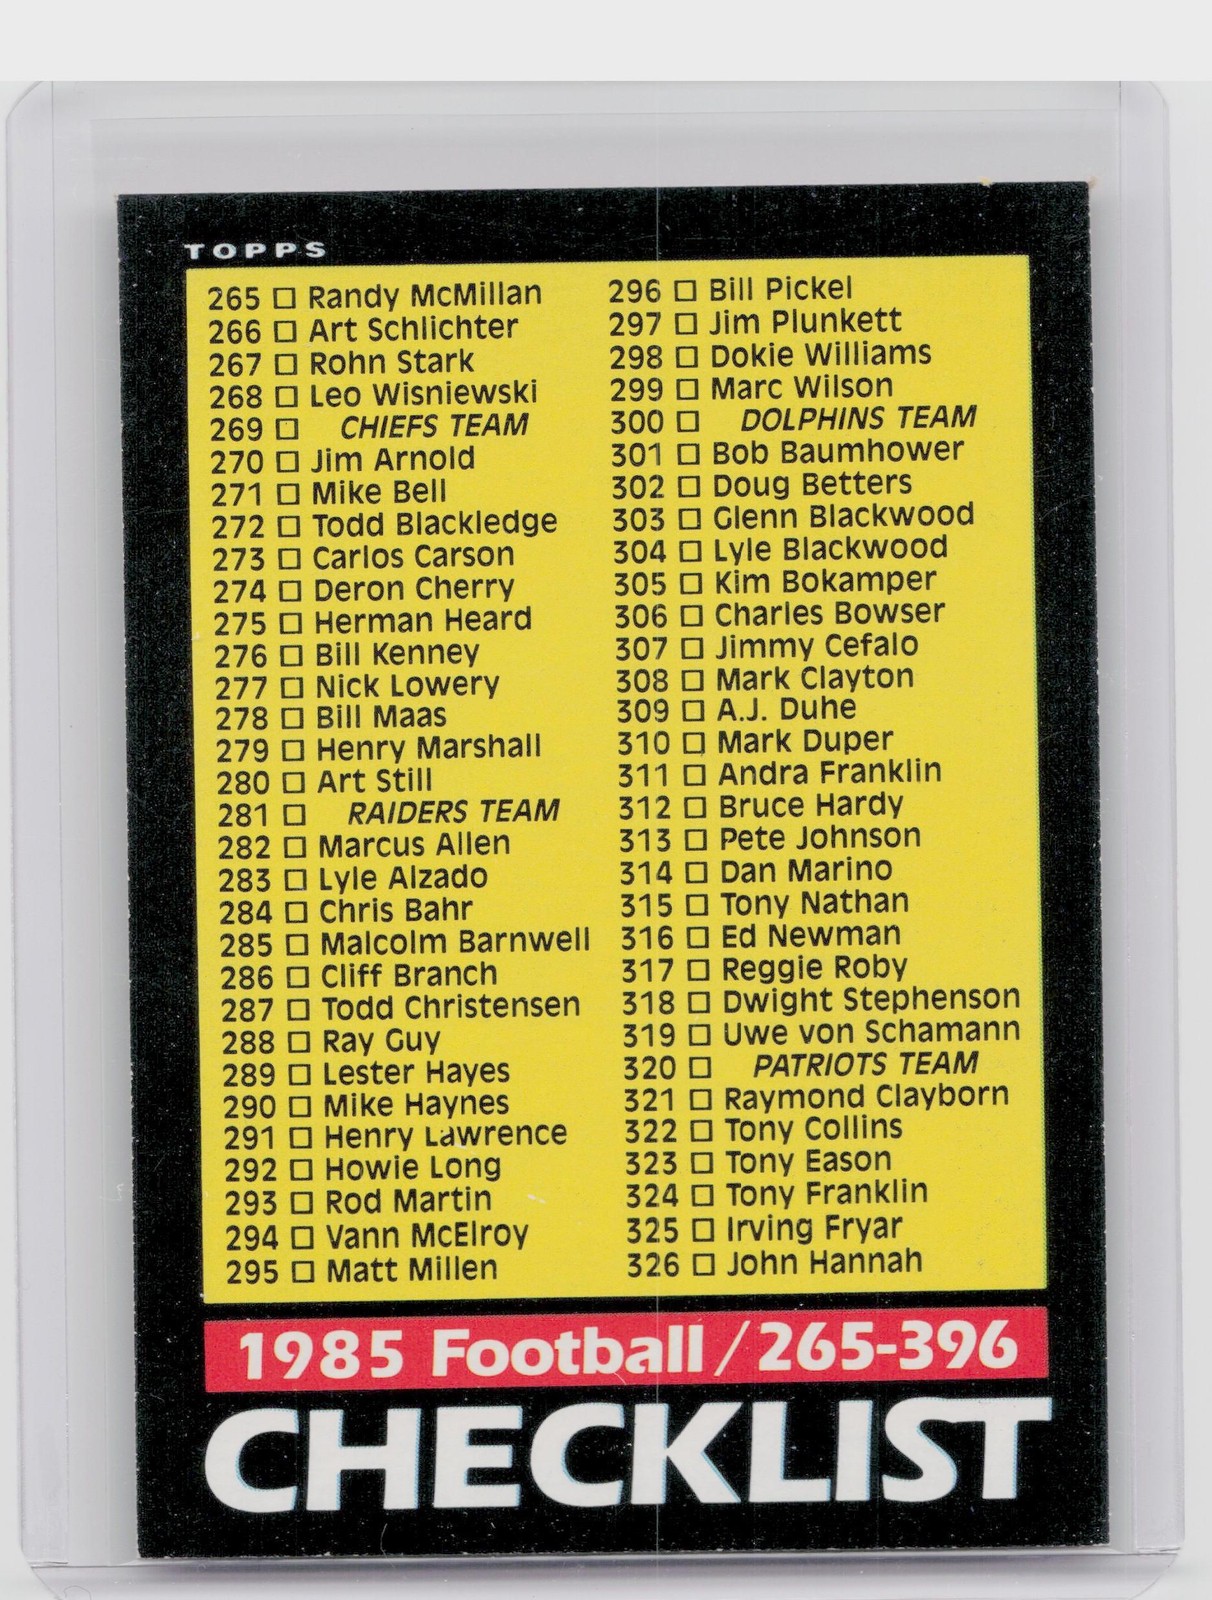 TOPPS
265 □ Randy McMillan
266 □ Art Schlichter
267 □ Rohn Stark
268 □ Leo Wisniewski
269 □ CHIEFS TEAM
270 □ Jim Arnold
271 □ Mike Bell
272 □ Todd Blackledge
273 □ Carlos Carson
274 □ Deron Cherry
275 □ Herman Heard
276 □ Bill Kenney
277 □ Nick Lowery
278 □ Bill Maas
279 □ Henry Marshall
280 □ Art Still
281 □ RAIDERS TEAM
282 □ Marcus Allen
283 □ Lyle Alzado
284 □ Chris Bahr
285 □ Malcolm Barnwell
286 □ Cliff Branch
287 □ Todd Christensen
288 □ Ray Guy
289 □ Lester Hayes
290 □ Mike Haynes
291 □ Henry Lawrence
292 □ Howie Long
293 □ Rod Martin
294 □ Vann McElroy
295 □ Matt Millen
296 □ Bill Pickel
297 □ Jim Plunkett
298 □ Dokie Williams
299 □ Marc Wilson
300 □ DOLPHINS TEAM
301 □ Bob Baumhower
302 □ Doug Betters
303 □ Glenn Blackwood
304 □ Lyle Blackwood
305 □ Kim Bokamper
306 □ Charles Bowser
307 □ Jimmy Cefalo
308 □ Mark Clayton
309 □ A.J. Duhe
310 □ Mark Duper
311 □ Andra Franklin
312 □ Bruce Hardy
313 □ Pete Johnson
314 □ Dan Marino
315 □ Tony Nathan
316 □ Ed Newman
317 □ Reggie Roby
318 □ Dwight Stephenson
319 □ Uwe von Schamann
320 □ PATRIOTS TEAM
321 □ Raymond Clayborn
322 □ Tony Collins
323 □ Tony Eason
324 □ Tony Franklin
325 □ Irving Fryar
326 □ John Hannah
1985 Football/265-396
CHECKLIST